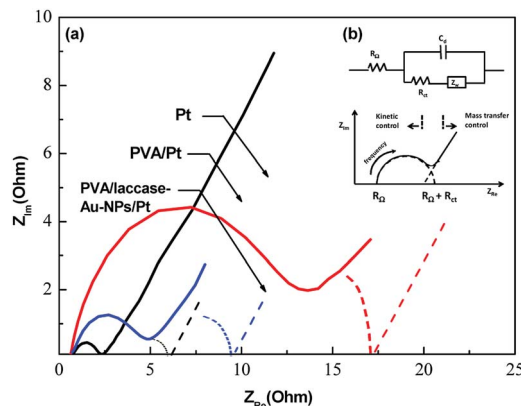 (a)
(b)
Z_Im(Ohm)
10
8
6
4
2
0
5
10
15
20
25
Z_Re(Ohm)
Pt
PVA/Pt
PVA/laccase-
Au-NPs/Pt
C_d
R_Ω
R_ct
Z_w
Z_Im
Kinetic
control
Mass transfer
control
frequency
R_Ω
R_Ω + R_ct
Z_Re